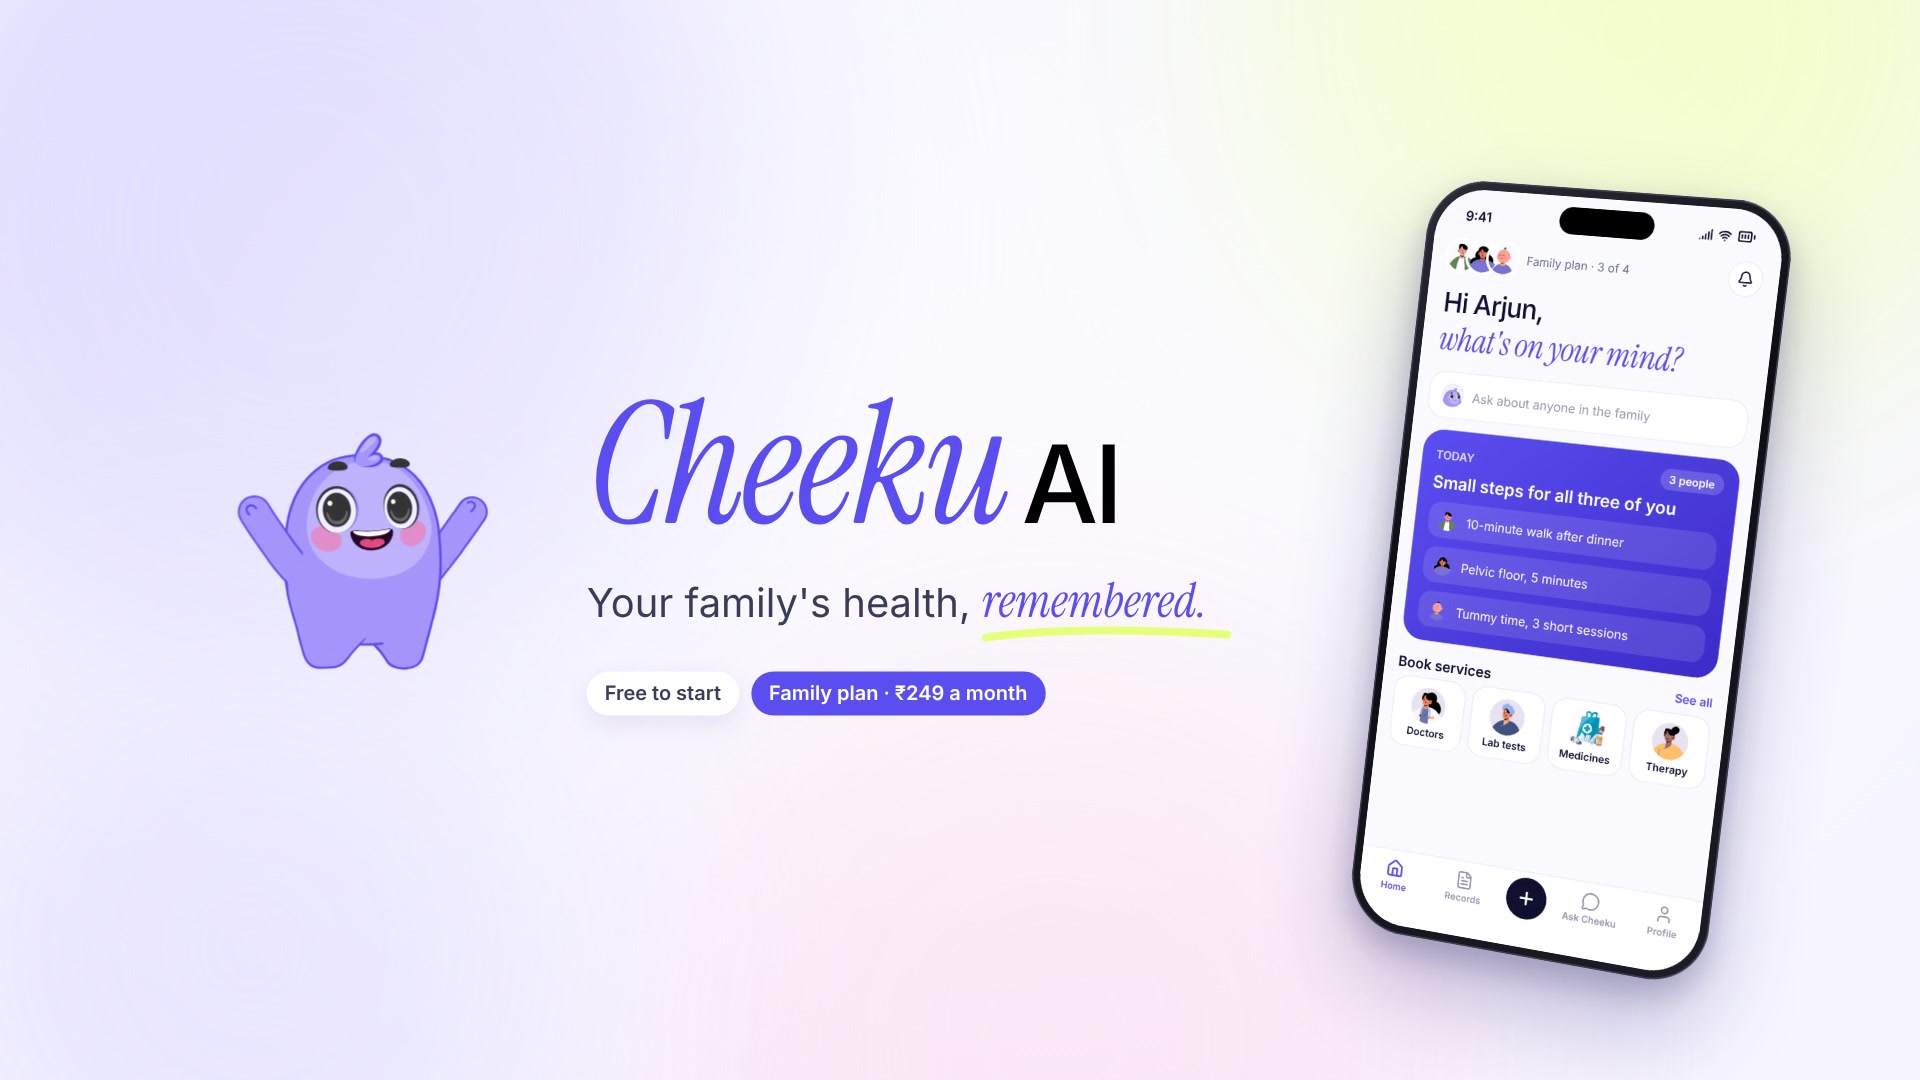 Cheeku AI
Your family's health, remembered.
Free to start
Family plan · ₹249 a month
9:41
Family plan · 3 of 4
Hi Arjun,
what's on your mind?
Ask about anyone in the family
TODAY
3 people
Small steps for all three of you
10-minute walk after dinner
Pelvic floor, 5 minutes
Tummy time, 3 short sessions
Book services
See all
Doctors
Lab tests
Medicines
Therapy
Home
Records
Ask Cheeku
Profile